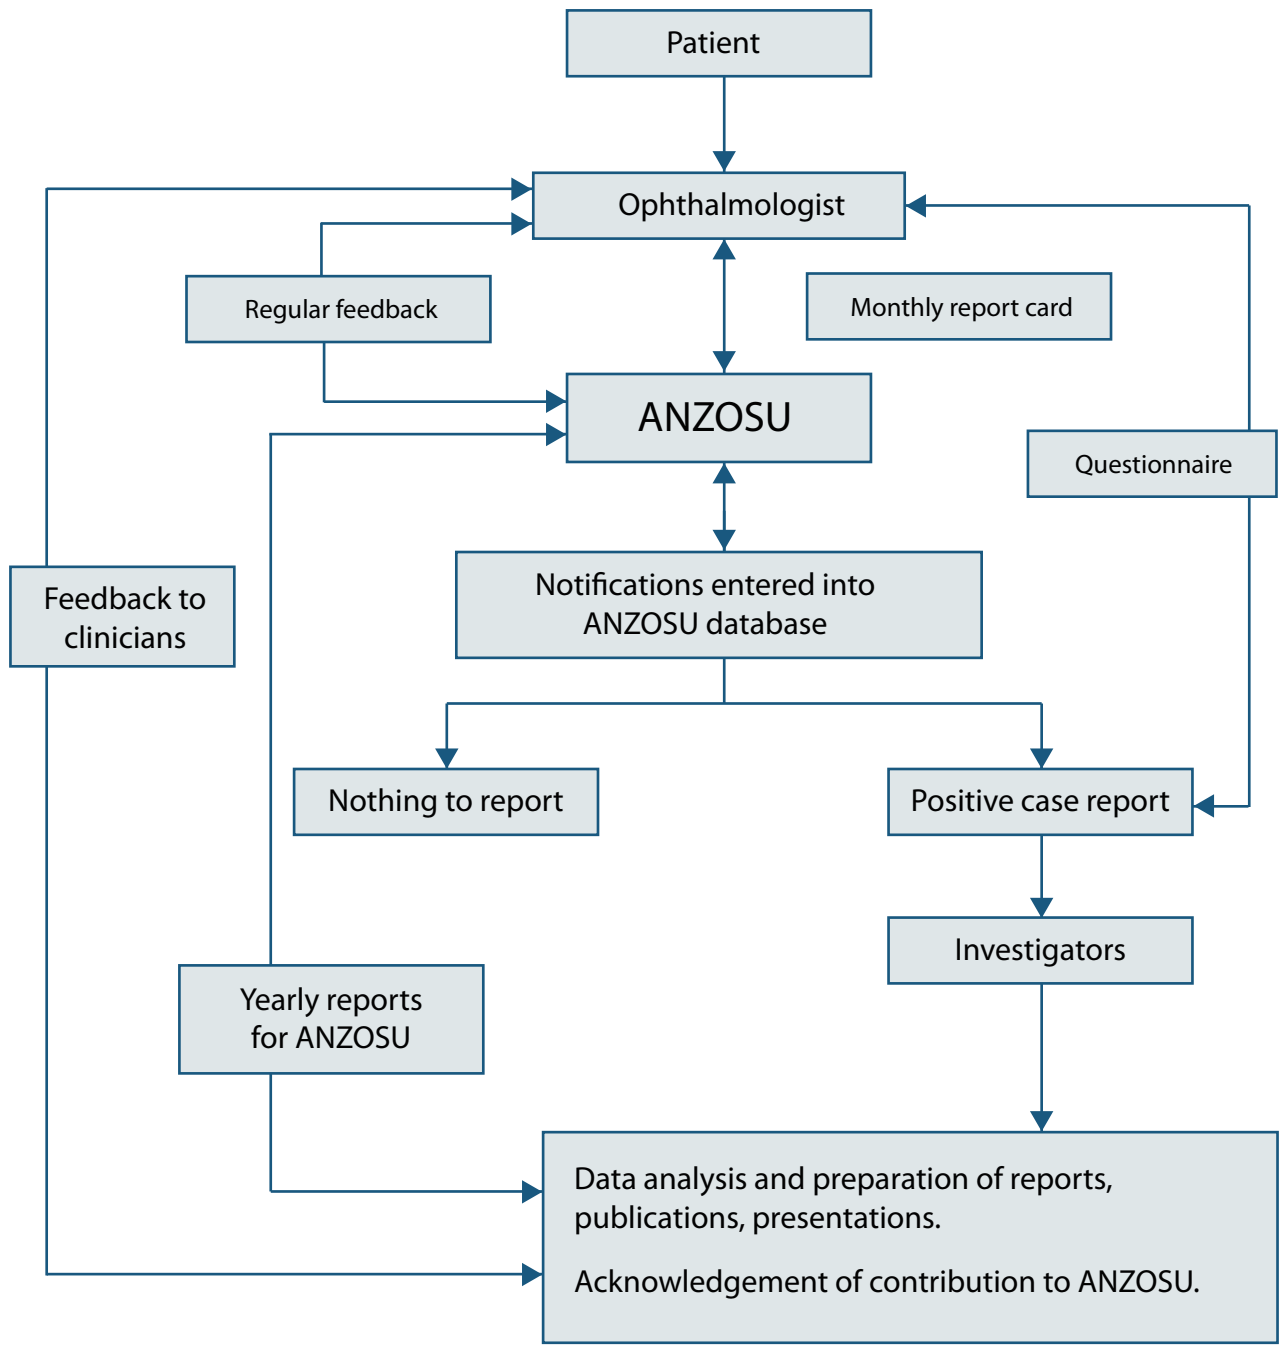 Patient
Ophthalmologist
Regular feedback
Monthly report card
ANZOSU
Questionnaire
Notifications entered into
ANZOSU database
Feedback to
clinicians
Nothing to report
Positive case report
Investigators
Yearly reports
for ANZOSU
Data analysis and preparation of reports,
publications, presentations.
Acknowledgement of contribution to ANZOSU.